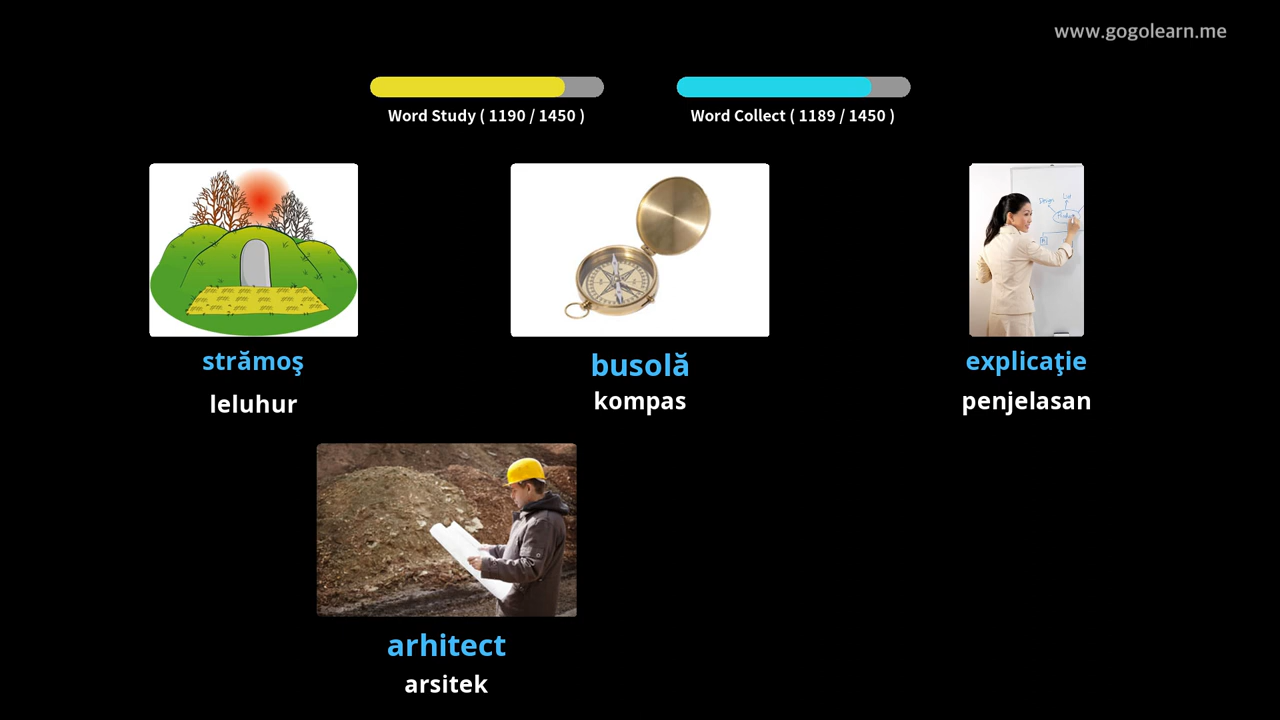 www.gogolearn.me
Word Study ( 1190 / 1450 )
Word Collect ( 1189 / 1450 )
strămoş
busolă
explicaţie
leluhur
kompas
penjelasan
arhitect
arsitek